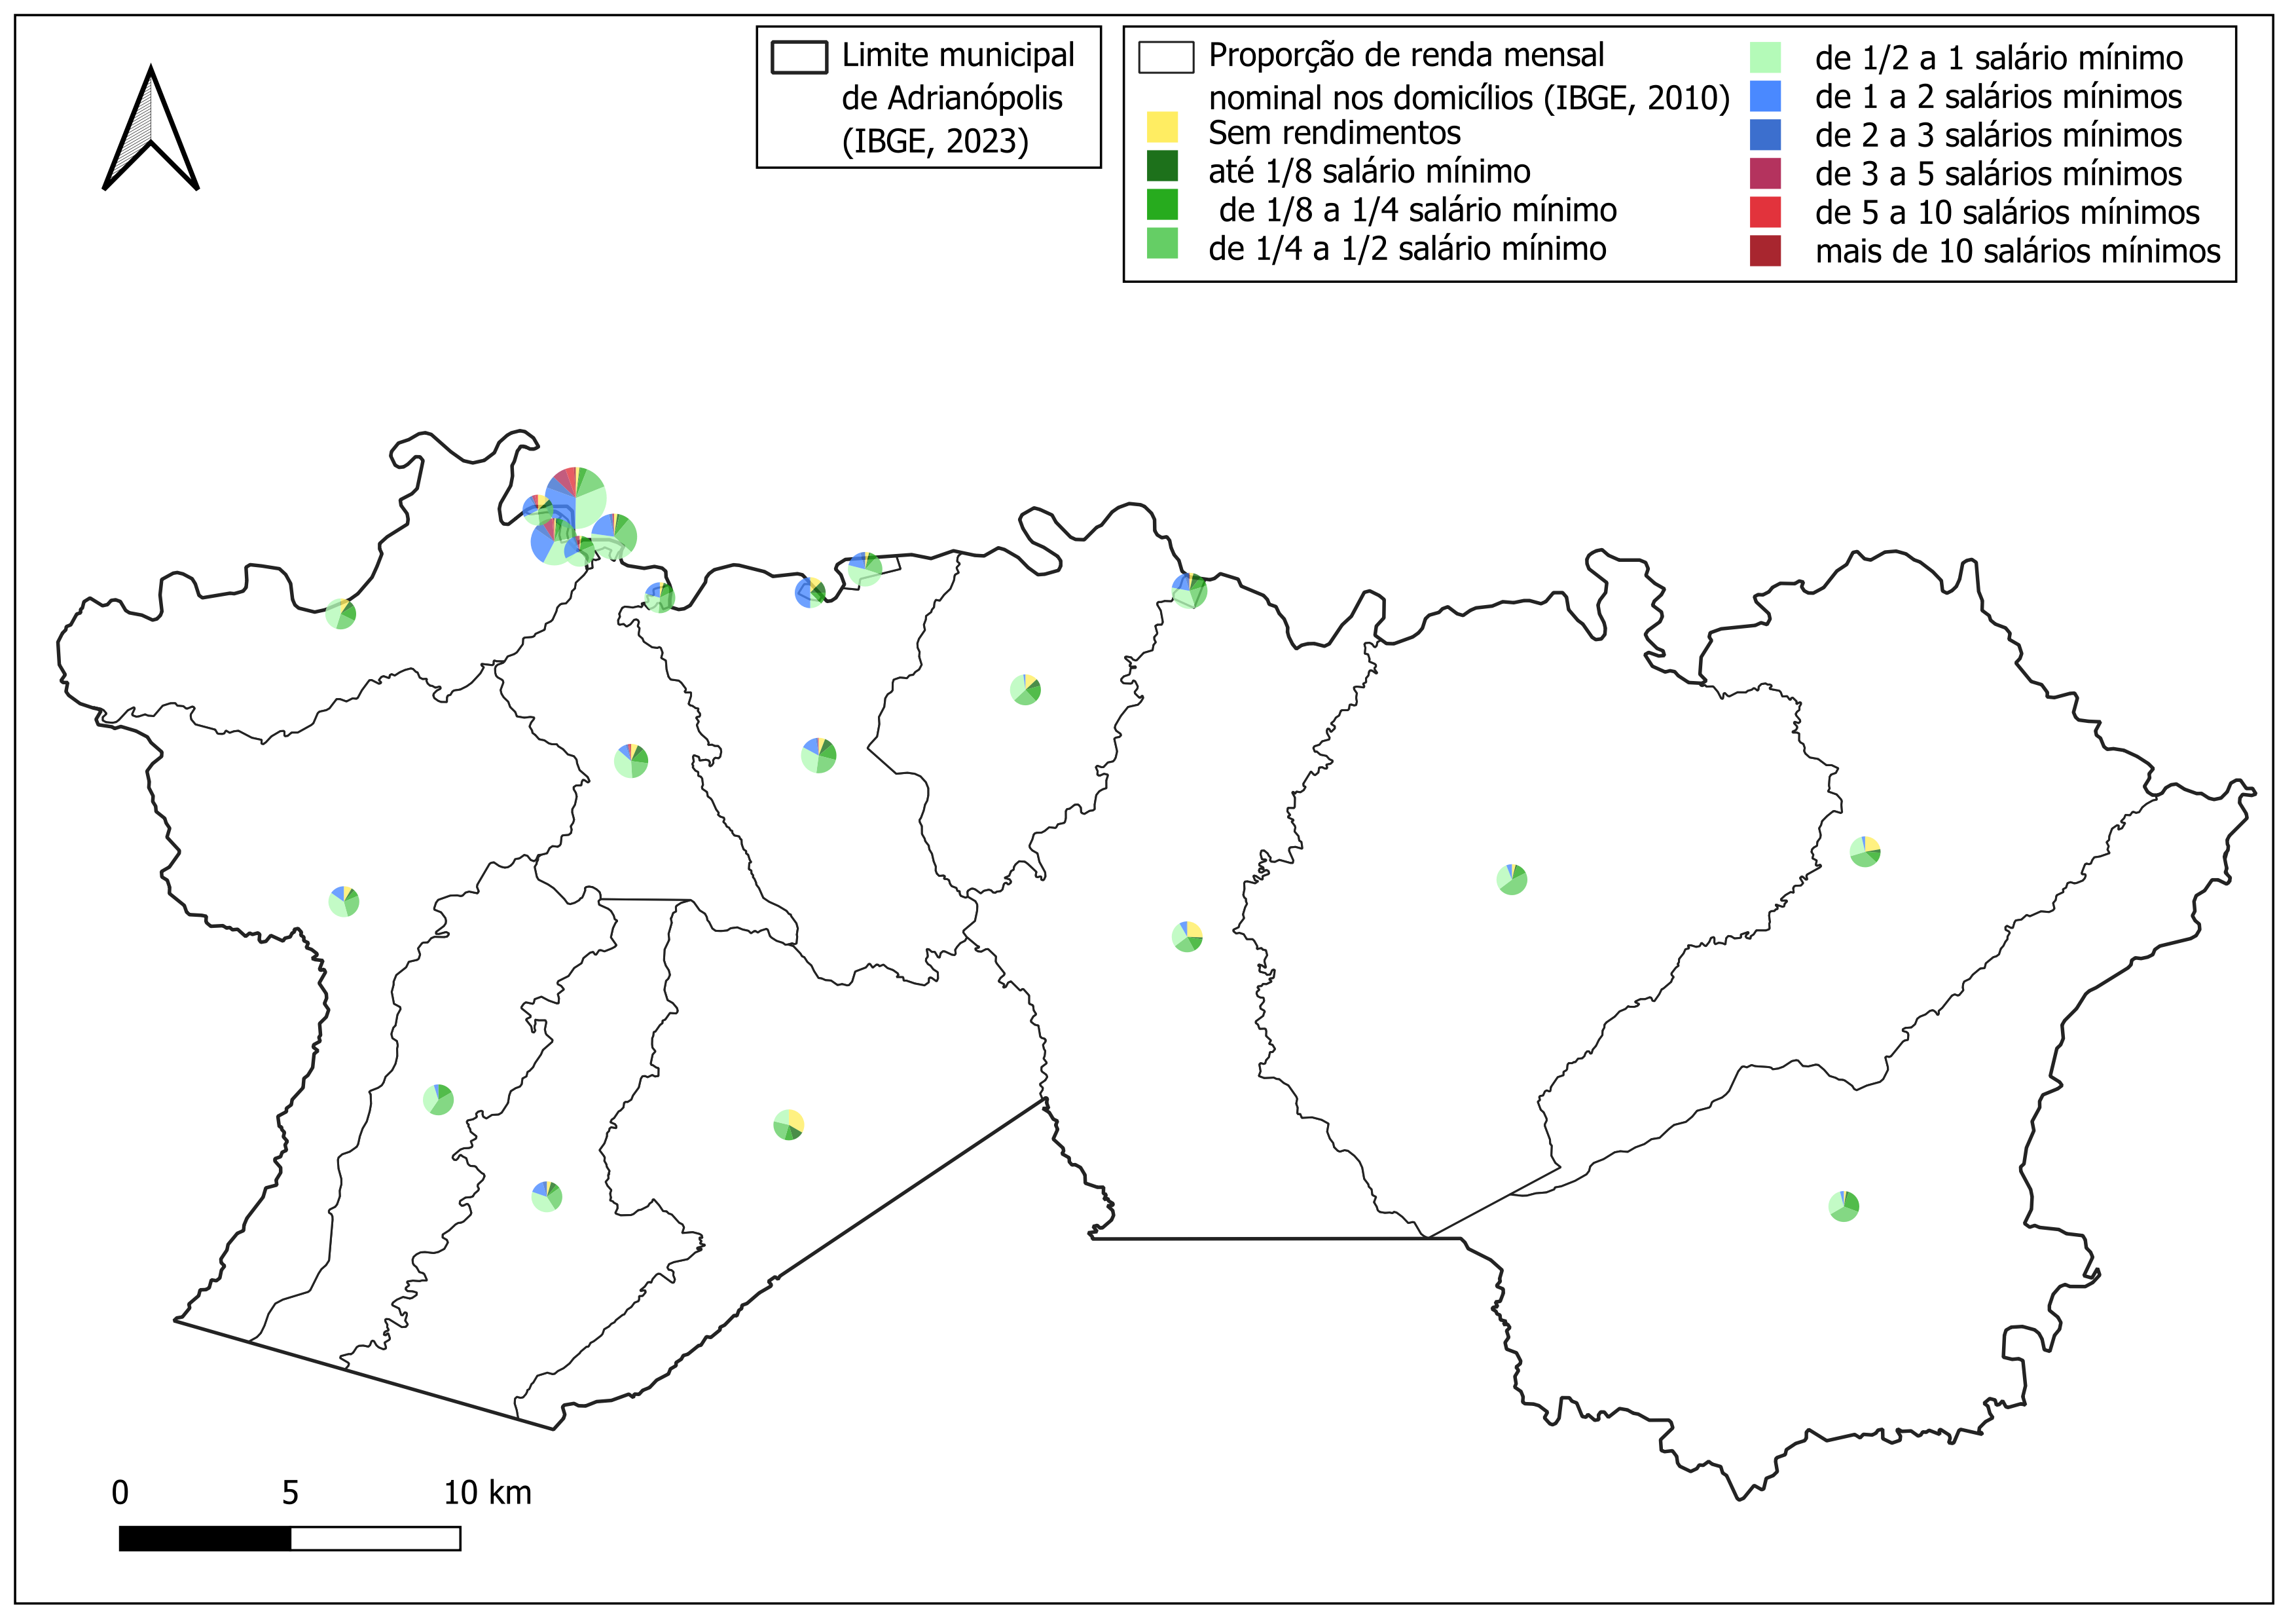 Limite municipal
de Adrianópolis
(IBGE, 2023)
Proporção de renda mensal
nominal nos domicílios (IBGE, 2010)
Sem rendimentos
até 1/8 salário mínimo
de 1/8 a 1/4 salário mínimo
de 1/4 a 1/2 salário mínimo
de 1/2 a 1 salário mínimo
de 1 a 2 salários mínimos
de 2 a 3 salários mínimos
de 3 a 5 salários mínimos
de 5 a 10 salários mínimos
mais de 10 salários mínimos
0 5 10 km